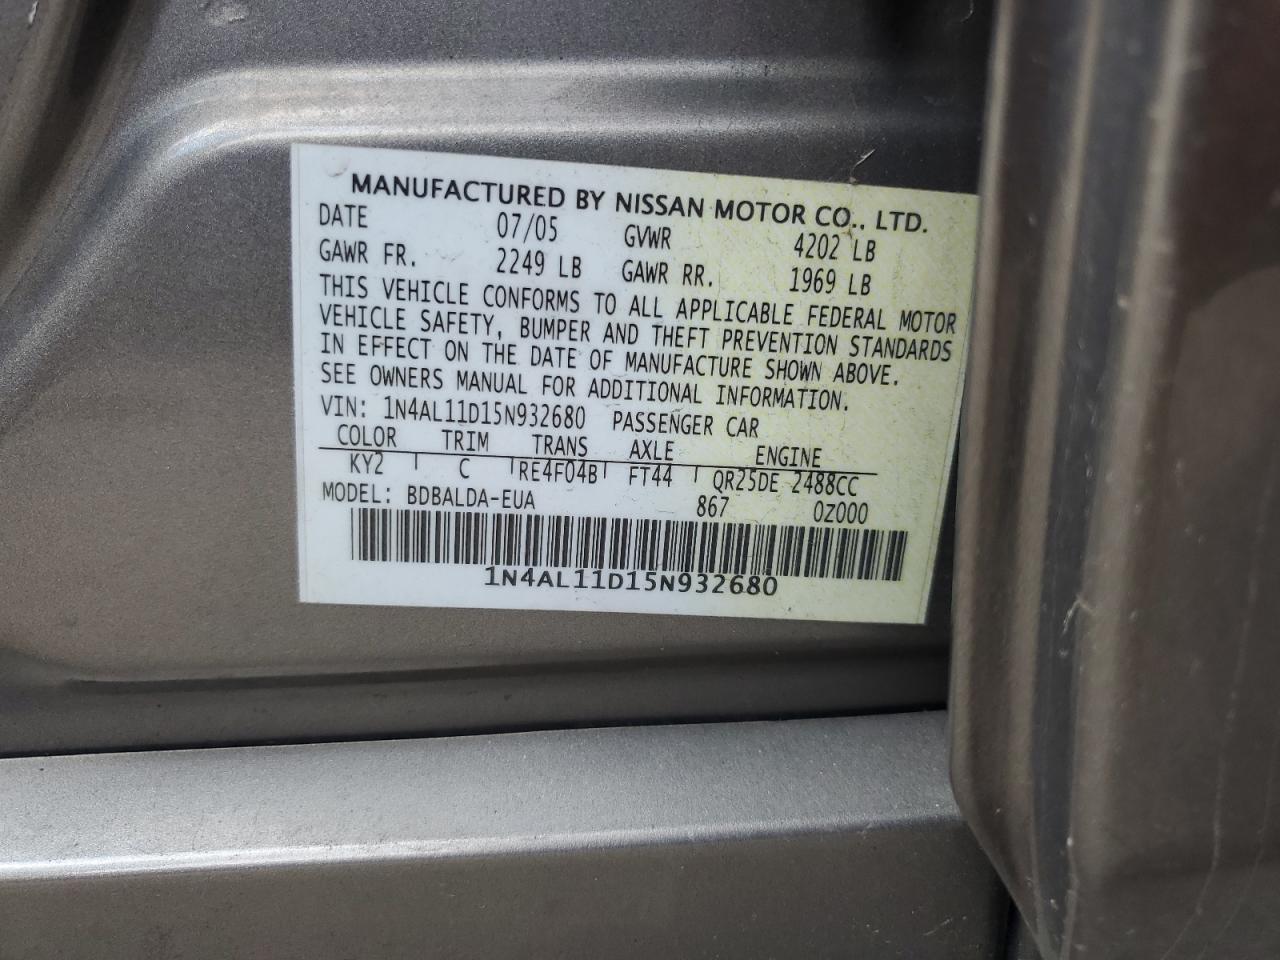 MANUFACTURED BY NISSAN MOTOR CO., LTD.
DATE 07/05 GVWR 4202 LB
GAWR FR. 2249 LB GAWR RR. 1969 LB
THIS VEHICLE CONFORMS TO ALL APPLICABLE FEDERAL MOTOR
VEHICLE SAFETY, BUMPER AND THEFT PREVENTION STANDARDS
IN EFFECT ON THE DATE OF MANUFACTURE SHOWN ABOVE.
SEE OWNERS MANUAL FOR ADDITIONAL INFORMATION.
VIN: 1N4AL11D15N932680 PASSENGER CAR
COLOR TRIM TRANS AXLE ENGINE
KY2 C RE4F04B FT44 QR25DE 2488CC
MODEL: BDBALDA-EUA 867 0Z000
1N4AL11D15N932680